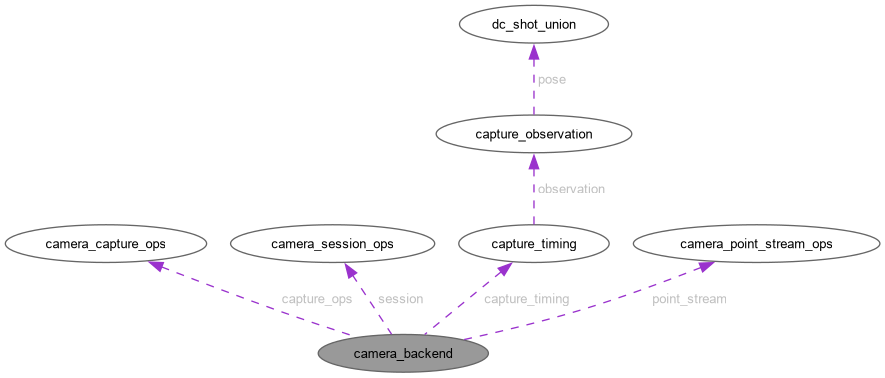 dc_shot_union
pose
capture_observation
observation
camera_capture_ops
camera_session_ops
capture_timing
camera_point_stream_ops
capture_ops
session
capture_timing
point_stream
camera_backend